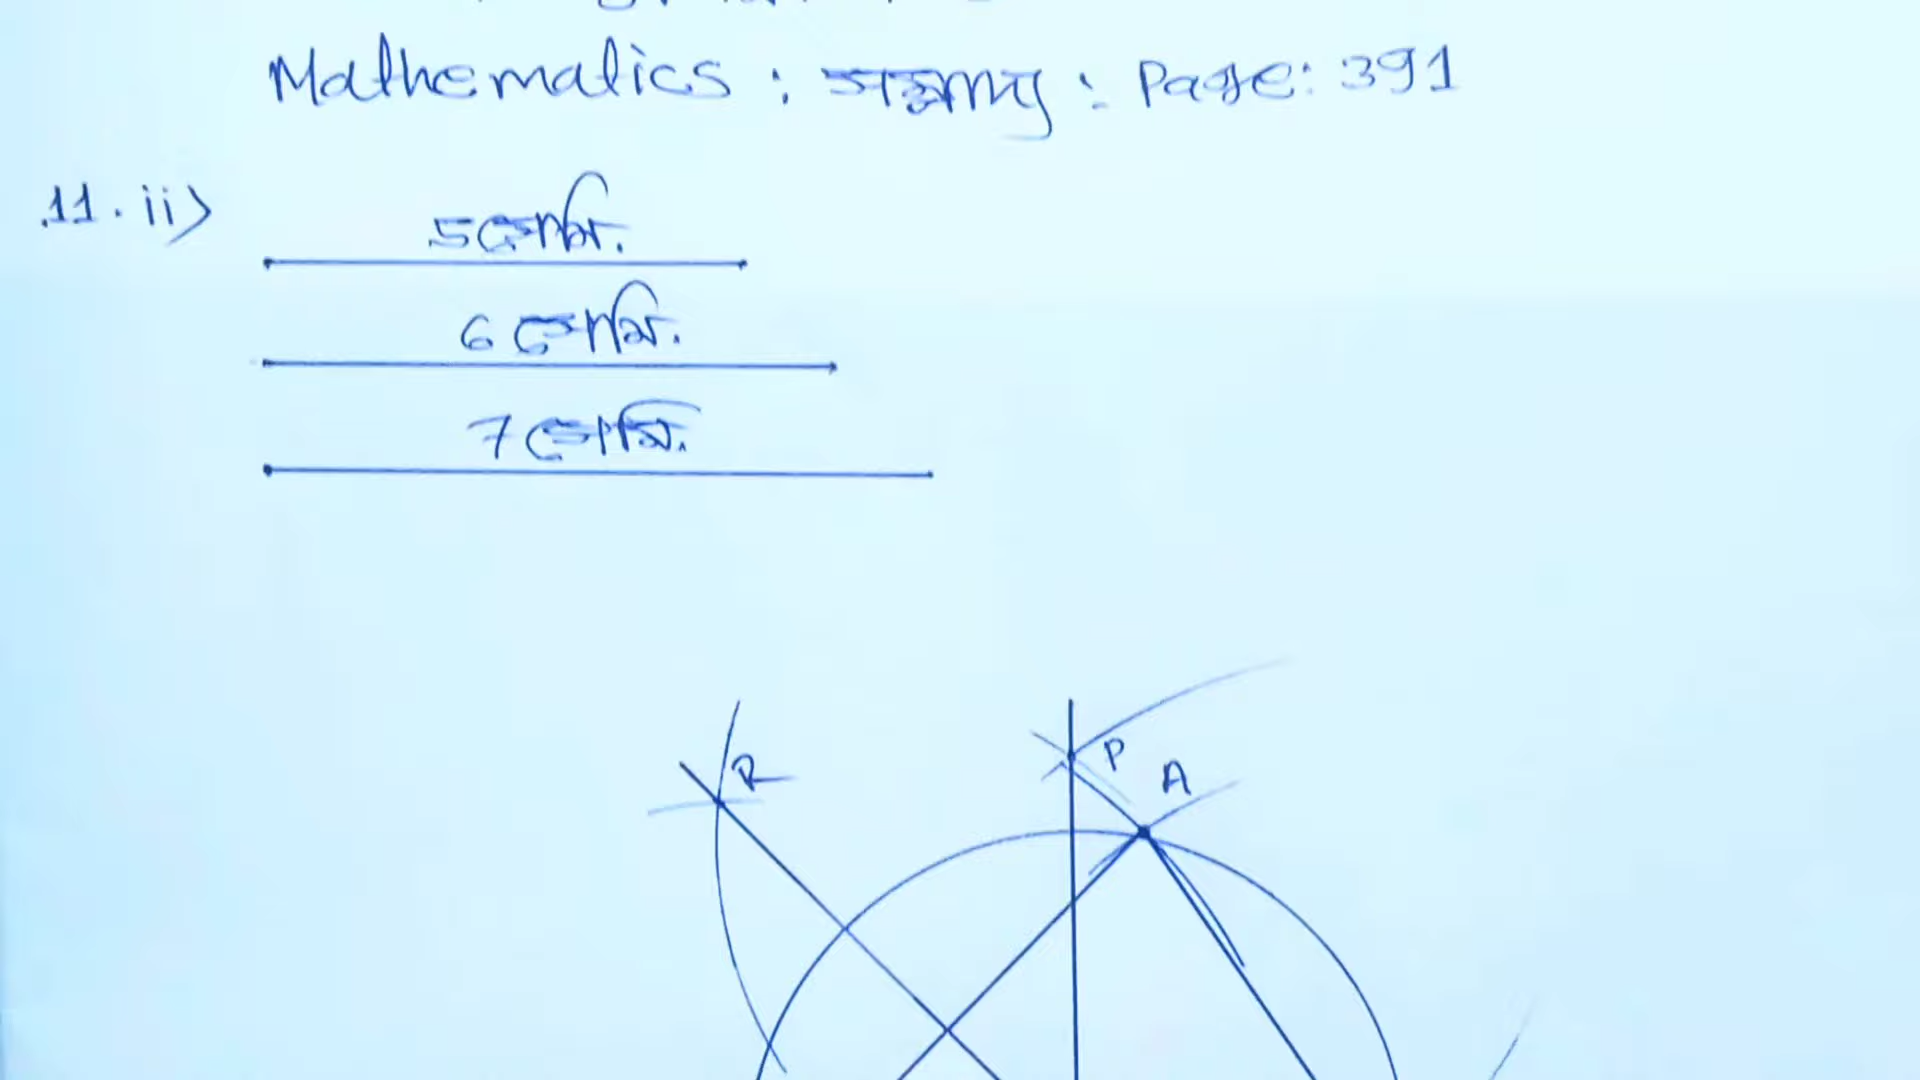 Mathematics : সম্পাদ্য : Page: 391
11. ii>
5 সেমি.
6 সেমি.
7 সেমি.
R
P
A